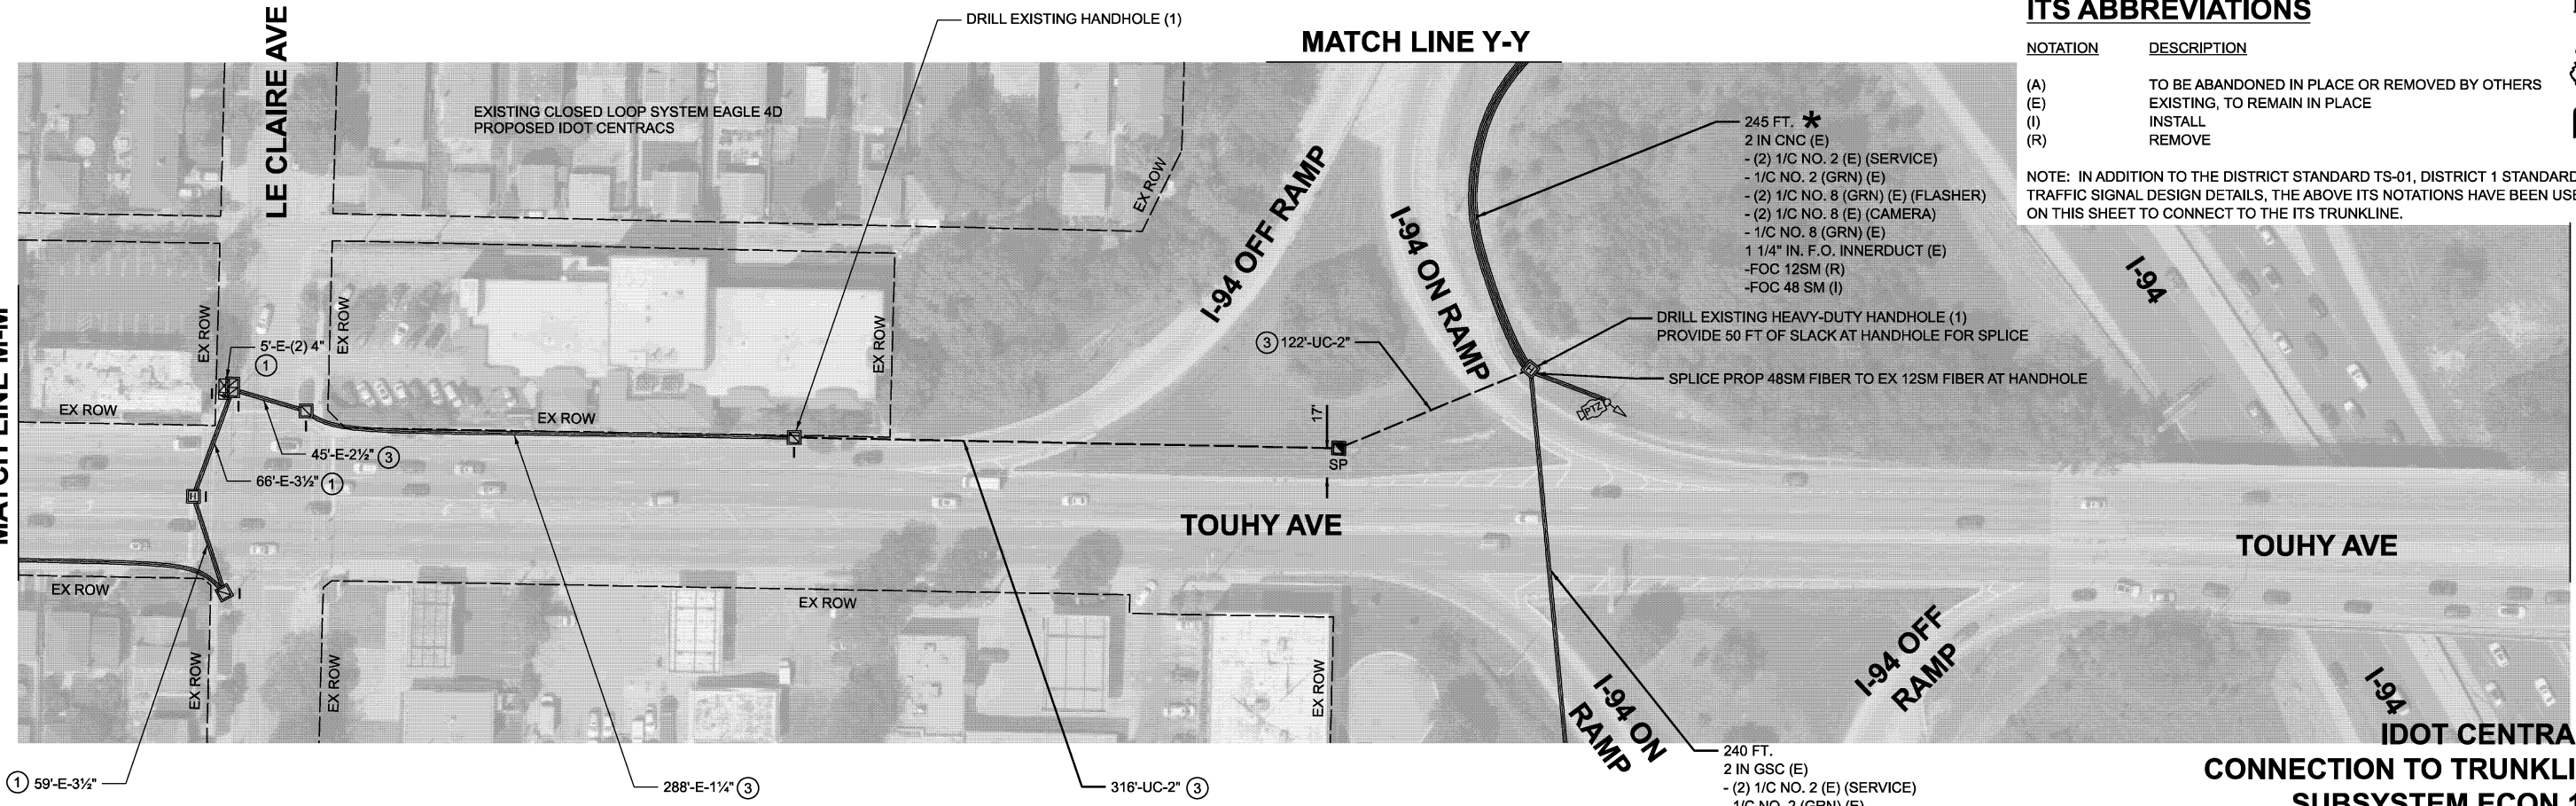 DRILL EXISTING HANDHOLE (1)
MATCH LINE Y-Y
ITS ABBREVIATIONS
NOTATION DESCRIPTION
(A) TO BE ABANDONED IN PLACE OR REMOVED BY OTHERS
(E) EXISTING, TO REMAIN IN PLACE
(I) INSTALL
(R) REMOVE
NOTE: IN ADDITION TO THE DISTRICT STANDARD TS-01, DISTRICT 1 STANDARD
TRAFFIC SIGNAL DESIGN DETAILS, THE ABOVE ITS NOTATIONS HAVE BEEN USE
ON THIS SHEET TO CONNECT TO THE ITS TRUNKLINE.
LE CLAIRE AVE
EXISTING CLOSED LOOP SYSTEM EAGLE 4D
PROPOSED IDOT CENTRACS
EX ROW
I-94 OFF RAMP
I-94 ON RAMP
245 FT. *
2 IN CNC (E)
- (2) 1/C NO. 2 (E) (SERVICE)
- 1/C NO. 2 (GRN) (E)
- (2) 1/C NO. 8 (GRN) (E) (FLASHER)
- (2) 1/C NO. 8 (E) (CAMERA)
- 1/C NO. 8 (GRN) (E)
1 1/4" IN. F.O. INNERDUCT (E)
-FOC 12SM (R)
-FOC 48 SM (I)
I-94
DRILL EXISTING HEAVY-DUTY HANDHOLE (1)
PROVIDE 50 FT OF SLACK AT HANDHOLE FOR SPLICE
SPLICE PROP 48SM FIBER TO EX 12SM FIBER AT HANDHOLE
PTZ
MATCH LINE M-M
EX ROW
EX ROW
EX ROW
5'-E-(2) 4"
1
3 122'-UC-2"
17'
SP
EX ROW
EX ROW
I
I
I
I
45'-E-2½" 3
66'-E-3½" 1
I
TOUHY AVE
TOUHY AVE
EX ROW
I
EX ROW
EX ROW
EX ROW
EX ROW
I-94 ON
RAMP
I-94 OFF
RAMP
I-94
1 59'-E-3½"
288'-E-1¼" 3
316'-UC-2" 3
240 FT.
2 IN GSC (E)
- (2) 1/C NO. 2 (E) (SERVICE)
- 1/C NO. 2 (GRN) (E)
IDOT CENTRA
CONNECTION TO TRUNKLI
SUBSYSTEM ECON 1